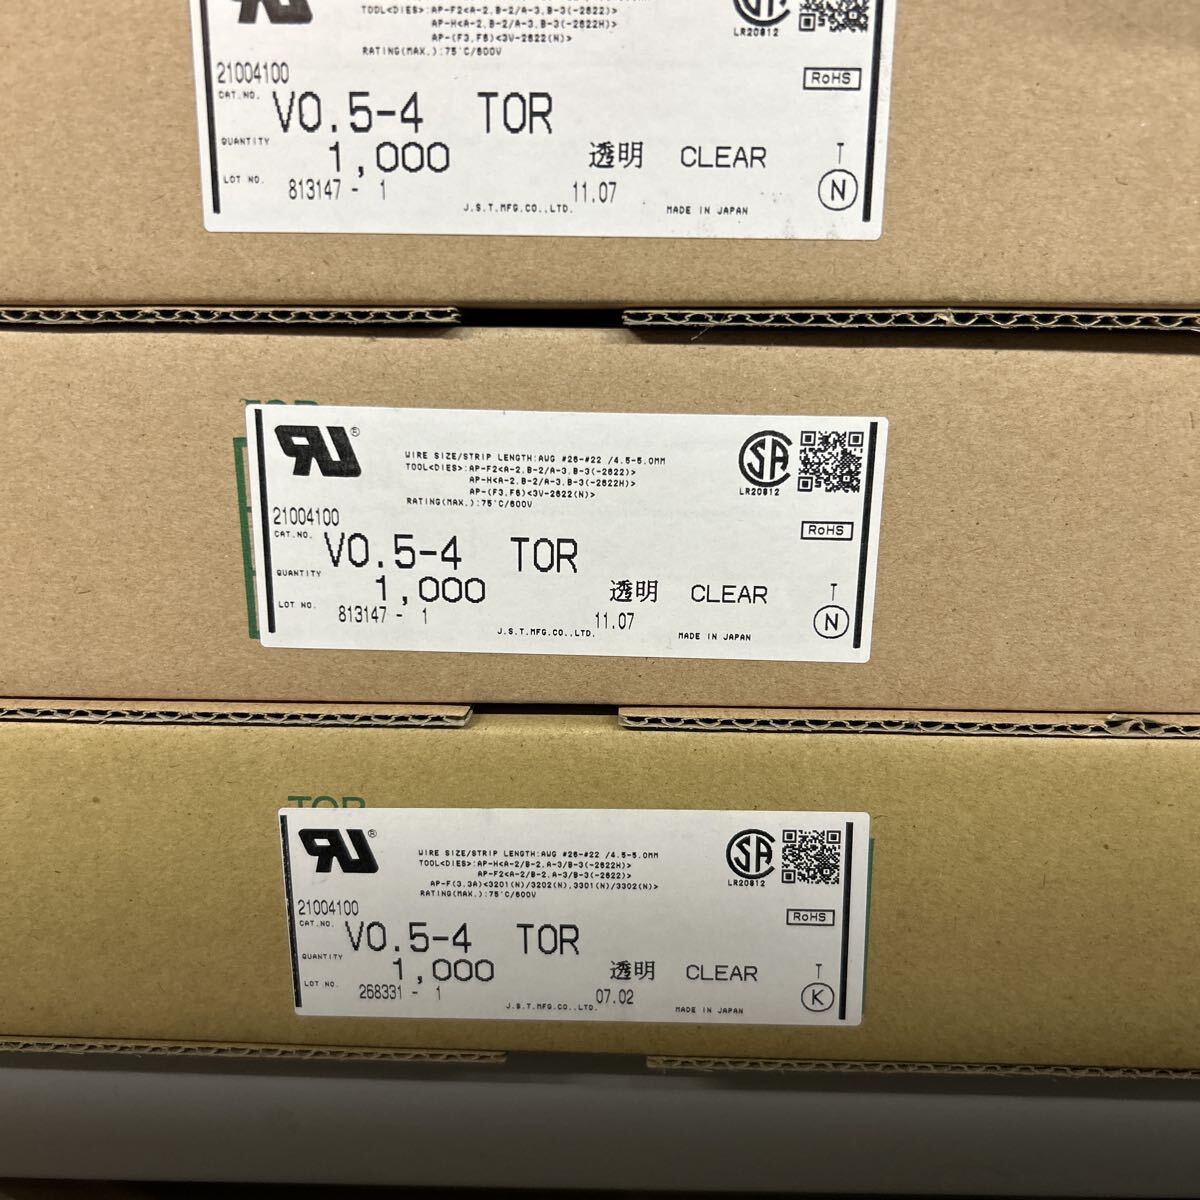 TOOL<DIES>:AP-F2<A-2,B-2/A-3,B-3(-2622)>
AP-H<A-2,B-2/A-3,B-3(-2622H)>
AP-(F3,F6)<3V-2622(N)>
RATING(MAX.):75°C/600V
LR20812
RoHS
21004100
CAT.NO. V0.5-4 TOR
QUANTITY 1,000 透明 CLEAR T
LOT NO. 813147 - 1 11.07 N
J.S.T.MFG.CO.,LTD. MADE IN JAPAN
TOR
RU®
WIRE SIZE/STRIP LENGTH:AWG #26-#22 /4.5-5.0MM
TOOL<DIES>:AP-F2<A-2,B-2/A-3,B-3(-2622)>
AP-H<A-2,B-2/A-3,B-3(-2622H)>
AP-(F3,F6)<3V-2622(N)>
RATING(MAX.):75°C/600V
SA
LR20812
RoHS
21004100
CAT.NO. V0.5-4 TOR
QUANTITY 1,000 透明 CLEAR T
LOT NO. 813147 - 1 11.07 N
J.S.T.MFG.CO.,LTD. MADE IN JAPAN
TOR
RU®
WIRE SIZE/STRIP LENGTH:AWG #26-#22 /4.5-5.0MM
TOOL<DIES>:AP-H<A-2/B-2,A-3/B-3(-2622H)>
AP-F2<A-2/B-2,A-3/B-3(-2622)>
AP-F(3,3A)<3201(N)/3202(N),3301(N)/3302(N)>
RATING(MAX.):75°C/600V
SA
LR20812
RoHS
21004100
CAT.NO. V0.5-4 TOR
QUANTITY 1,000 透明 CLEAR T
LOT NO. 268331 - 1 07.02 K
J.S.T.MFG.CO.,LTD. MADE IN JAPAN